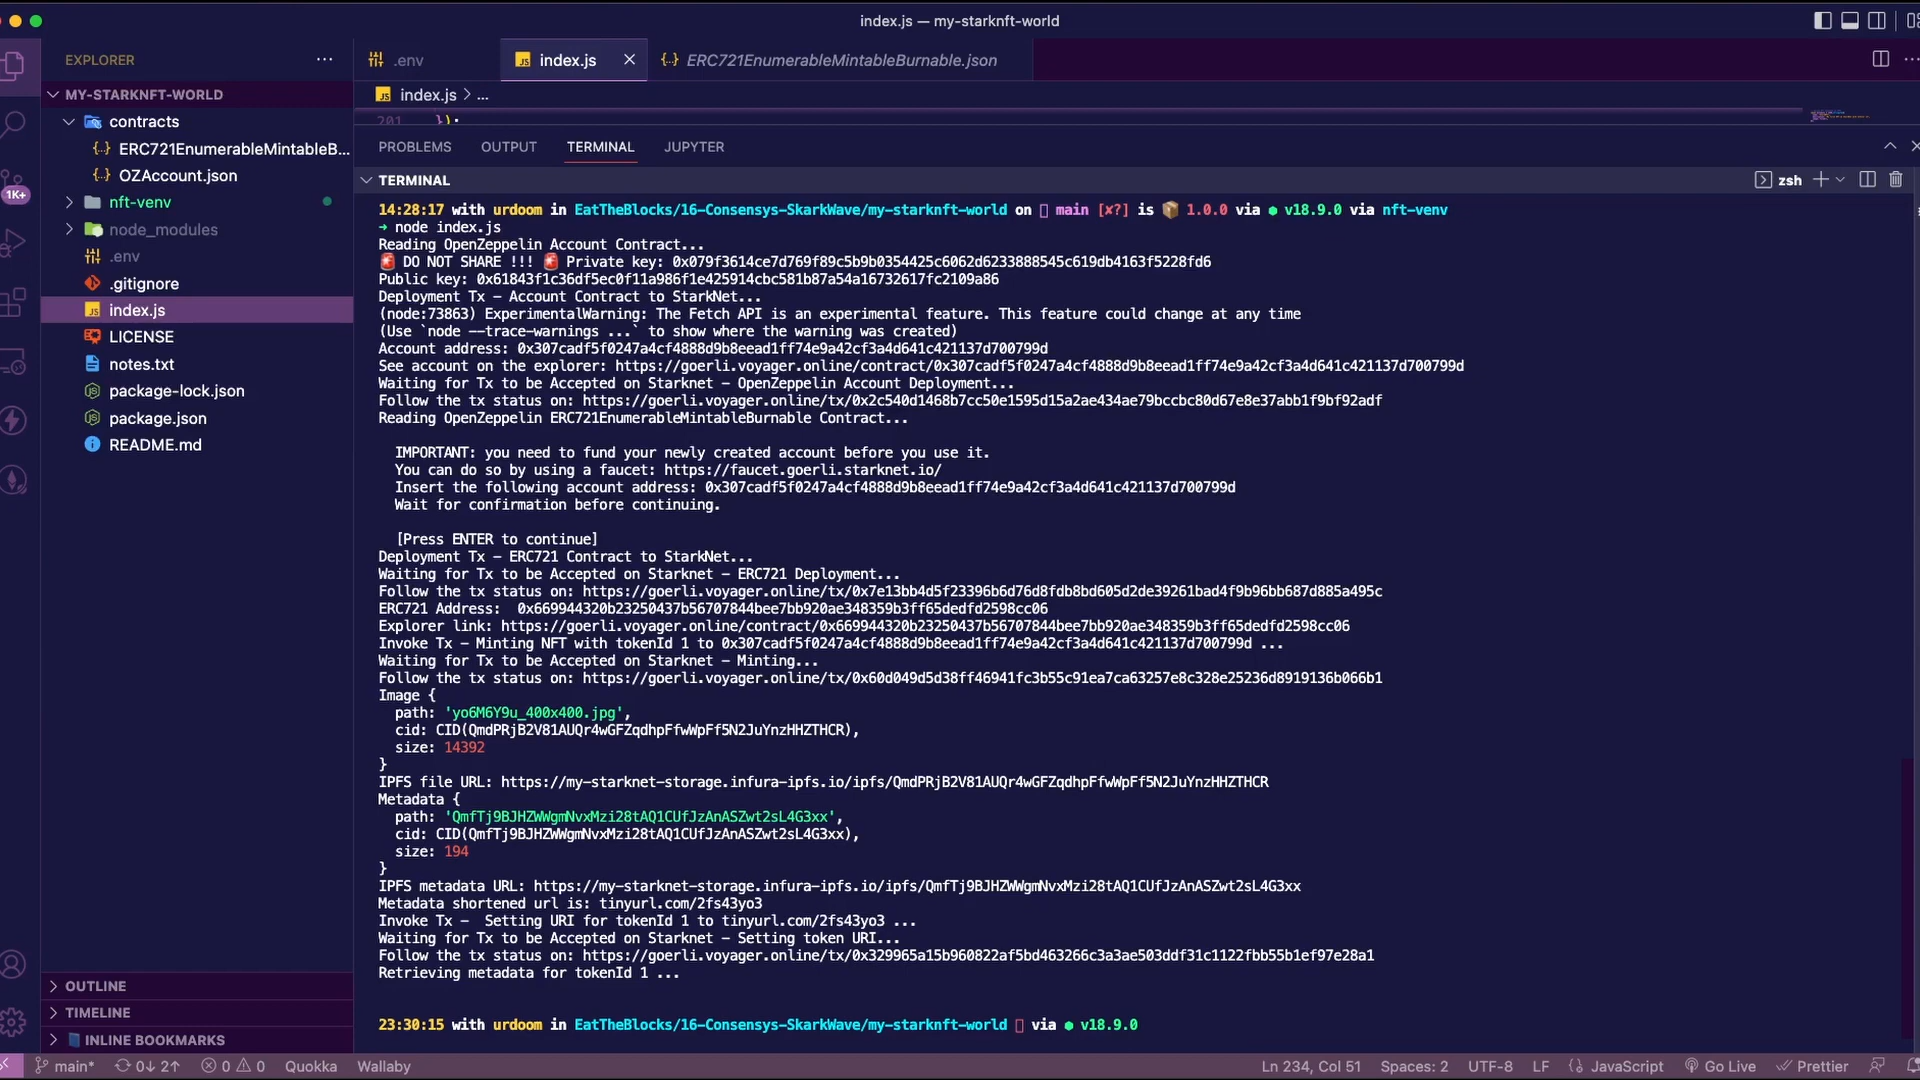 index.js — my-starknft-world
EXPLORER
.env
index.js
ERC721EnumerableMintableBurnable.json
MY-STARKNFT-WORLD
index.js > ...
contracts
201 });
ERC721EnumerableMintableB...
PROBLEMS OUTPUT TERMINAL JUPYTER
OZAccount.json
TERMINAL
zsh
1K+
nft-venv
node_modules
.env
.gitignore
index.js
LICENSE
notes.txt
package-lock.json
package.json
README.md
14:28:17 with urdoom in EatTheBlocks/16-Consensys-SkarkWave/my-starknft-world on main [✘?] is 📦 1.0.0 via ● v18.9.0 via nft-venv
→ node index.js
Reading OpenZeppelin Account Contract...
🚨 DO NOT SHARE !!! 🚨 Private key: 0x079f3614ce7d769f89c5b9b0354425c6062d6233888545c619db4163f5228fd6
Public key: 0x61843f1c36df5ec0f11a986f1e425914cbc581b87a54a16732617fc2109a86
Deployment Tx - Account Contract to StarkNet...
(node:73863) ExperimentalWarning: The Fetch API is an experimental feature. This feature could change at any time
(Use `node --trace-warnings ...` to show where the warning was created)
Account address: 0x307cadf5f0247a4cf4888d9b8eead1ff74e9a42cf3a4d641c421137d700799d
See account on the explorer: https://goerli.voyager.online/contract/0x307cadf5f0247a4cf4888d9b8eead1ff74e9a42cf3a4d641c421137d700799d
Waiting for Tx to be Accepted on Starknet - OpenZeppelin Account Deployment...
Follow the tx status on: https://goerli.voyager.online/tx/0x2c540d1468b7cc50e1595d15a2ae434ae79bccbc80d67e8e37abb1f9bf92adf
Reading OpenZeppelin ERC721EnumerableMintableBurnable Contract...
IMPORTANT: you need to fund your newly created account before you use it.
You can do so by using a faucet: https://faucet.goerli.starknet.io/
Insert the following account address: 0x307cadf5f0247a4cf4888d9b8eead1ff74e9a42cf3a4d641c421137d700799d
Wait for confirmation before continuing.
[Press ENTER to continue]
Deployment Tx - ERC721 Contract to StarkNet...
Waiting for Tx to be Accepted on Starknet - ERC721 Deployment...
Follow the tx status on: https://goerli.voyager.online/tx/0x7e13bb4d5f23396b6d76d8fdb8bd605d2de39261bad4f9b96bb687d885a495c
ERC721 Address:  0x669944320b23250437b56707844bee7bb920ae348359b3ff65dedfd2598cc06
Explorer link: https://goerli.voyager.online/contract/0x669944320b23250437b56707844bee7bb920ae348359b3ff65dedfd2598cc06
Invoke Tx - Minting NFT with tokenId 1 to 0x307cadf5f0247a4cf4888d9b8eead1ff74e9a42cf3a4d641c421137d700799d ...
Waiting for Tx to be Accepted on Starknet - Minting...
Follow the tx status on: https://goerli.voyager.online/tx/0x60d049d5d38ff46941fc3b55c91ea7ca63257e8c328e25236d8919136b066b1
Image {
path: 'yo6M6Y9u_400x400.jpg',
cid: CID(QmdPRjB2V81AUQr4wGFZqdhpFfwWpFf5N2JuYnzHHZTHCR),
size: 14392
}
IPFS file URL: https://my-starknet-storage.infura-ipfs.io/ipfs/QmdPRjB2V81AUQr4wGFZqdhpFfwWpFf5N2JuYnzHHZTHCR
Metadata {
path: 'QmfTj9BJHZWWgmNvxMzi28tAQ1CUfJzAnASZwt2sL4G3xx',
cid: CID(QmfTj9BJHZWWgmNvxMzi28tAQ1CUfJzAnASZwt2sL4G3xx),
size: 194
}
IPFS metadata URL: https://my-starknet-storage.infura-ipfs.io/ipfs/QmfTj9BJHZWWgmNvxMzi28tAQ1CUfJzAnASZwt2sL4G3xx
Metadata shortened url is: tinyurl.com/2fs43yo3
Invoke Tx -  Setting URI for tokenId 1 to tinyurl.com/2fs43yo3 ...
Waiting for Tx to be Accepted on Starknet - Setting token URI...
Follow the tx status on: https://goerli.voyager.online/tx/0x329965a15b960822af5bd463266c3a3ae503ddf31c1122fbb55b1ef97e28a1
Retrieving metadata for tokenId 1 ...
23:30:15 with urdoom in EatTheBlocks/16-Consensys-SkarkWave/my-starknft-world via ● v18.9.0
OUTLINE
TIMELINE
INLINE BOOKMARKS
main* 0↓ 2↑ 0 0 Quokka Wallaby Ln 234, Col 51 Spaces: 2 UTF-8 LF JavaScript Go Live Prettier